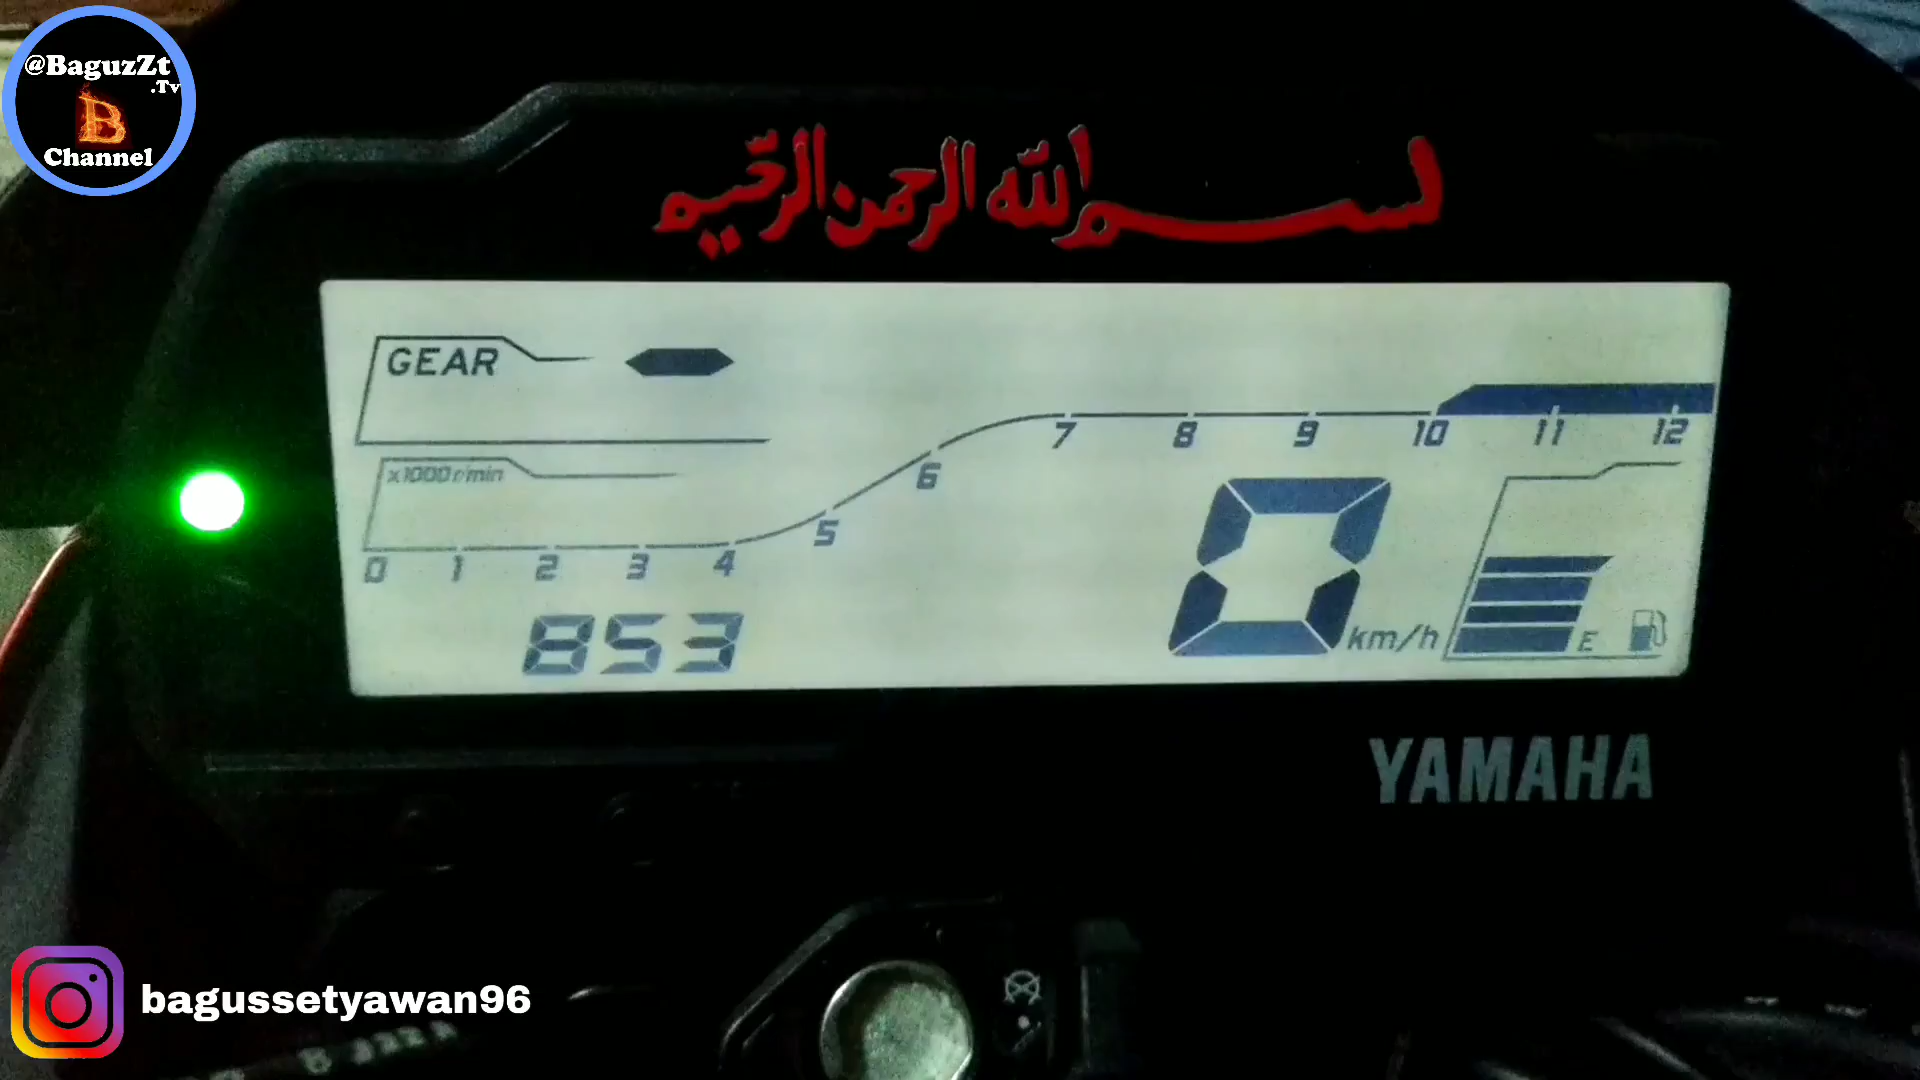 @BaguzZt
.Tv
B
Channel
بسم الله الرحمن الرحيم
GEAR
x1000 r/min
0 1 2 3 4 5 6 7 8 9 10 11 12
853
0 km/h
E
YAMAHA
bagussetyawan96